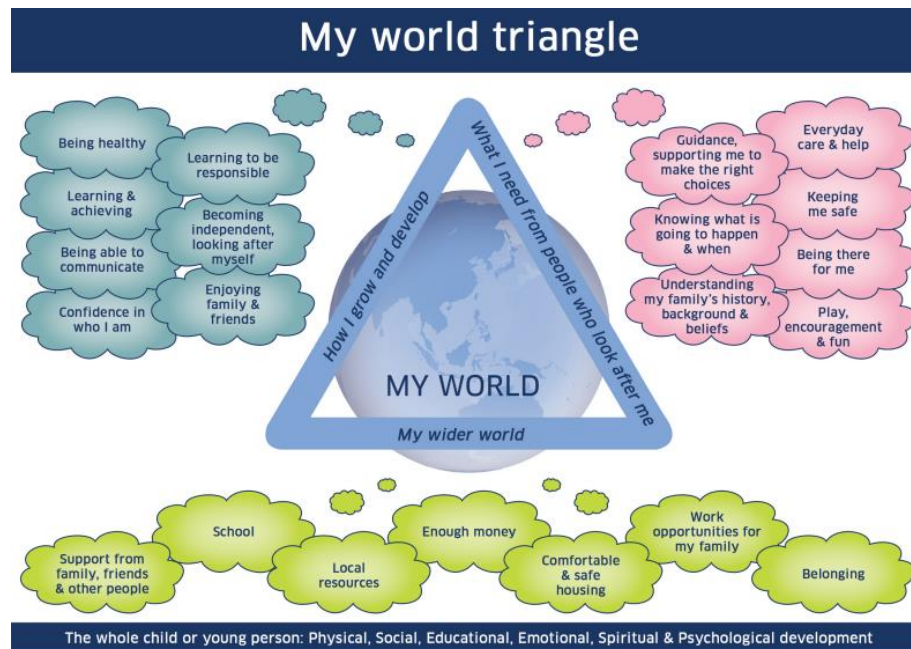 My world triangle
Being healthy
Learning to be
responsible
Learning &
achieving
Becoming
independent,
looking after
myself
Being able to
communicate
Enjoying
family &
friends
Confidence in
who I am
How I grow and develop
What I need from people who look after me
MY WORLD
My wider world
Guidance,
supporting me to
make the right
choices
Everyday
care & help
Knowing what is
going to happen
& when
Keeping
me safe
Being there
for me
Understanding
my family's history,
background &
beliefs
Play,
encouragement
& fun
Support from
family, friends
& other people
School
Local
resources
Enough money
Comfortable
& safe
housing
Work
opportunities for
my family
Belonging
The whole child or young person: Physical, Social, Educational, Emotional, Spiritual & Psychological development